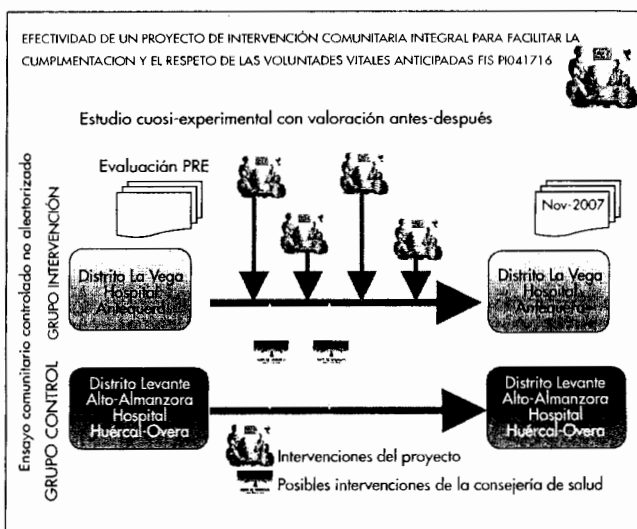 EFECTIVIDAD DE UN PROYECTO DE INTERVENCIÓN COMUNITARIA INTEGRAL PARA FACILITAR LA
CUMPLMENTACION Y EL RESPETO DE LAS VOLUNTADES VITALES ANTICIPADAS FIS PI041716
Estudio cuosi-experimental con valoración antes-después
Ensayo comunitario controlado no aleatorizado
GRUPO INTERVENCIÓN
Evaluación PRE
Nov-2007
Distrito La Vega
Hospital
Antequera
Distrito La Vega
Hospital
Antequera
GRUPO CONTROL
Distrito Levante
Alto-Almanzora
Hospital
Huércal-Overa
Distrito Levante
Alto-Almanzora
Hospital
Huércal-Overa
Intervenciones del proyecto
Posibles intervenciones de la consejería de salud